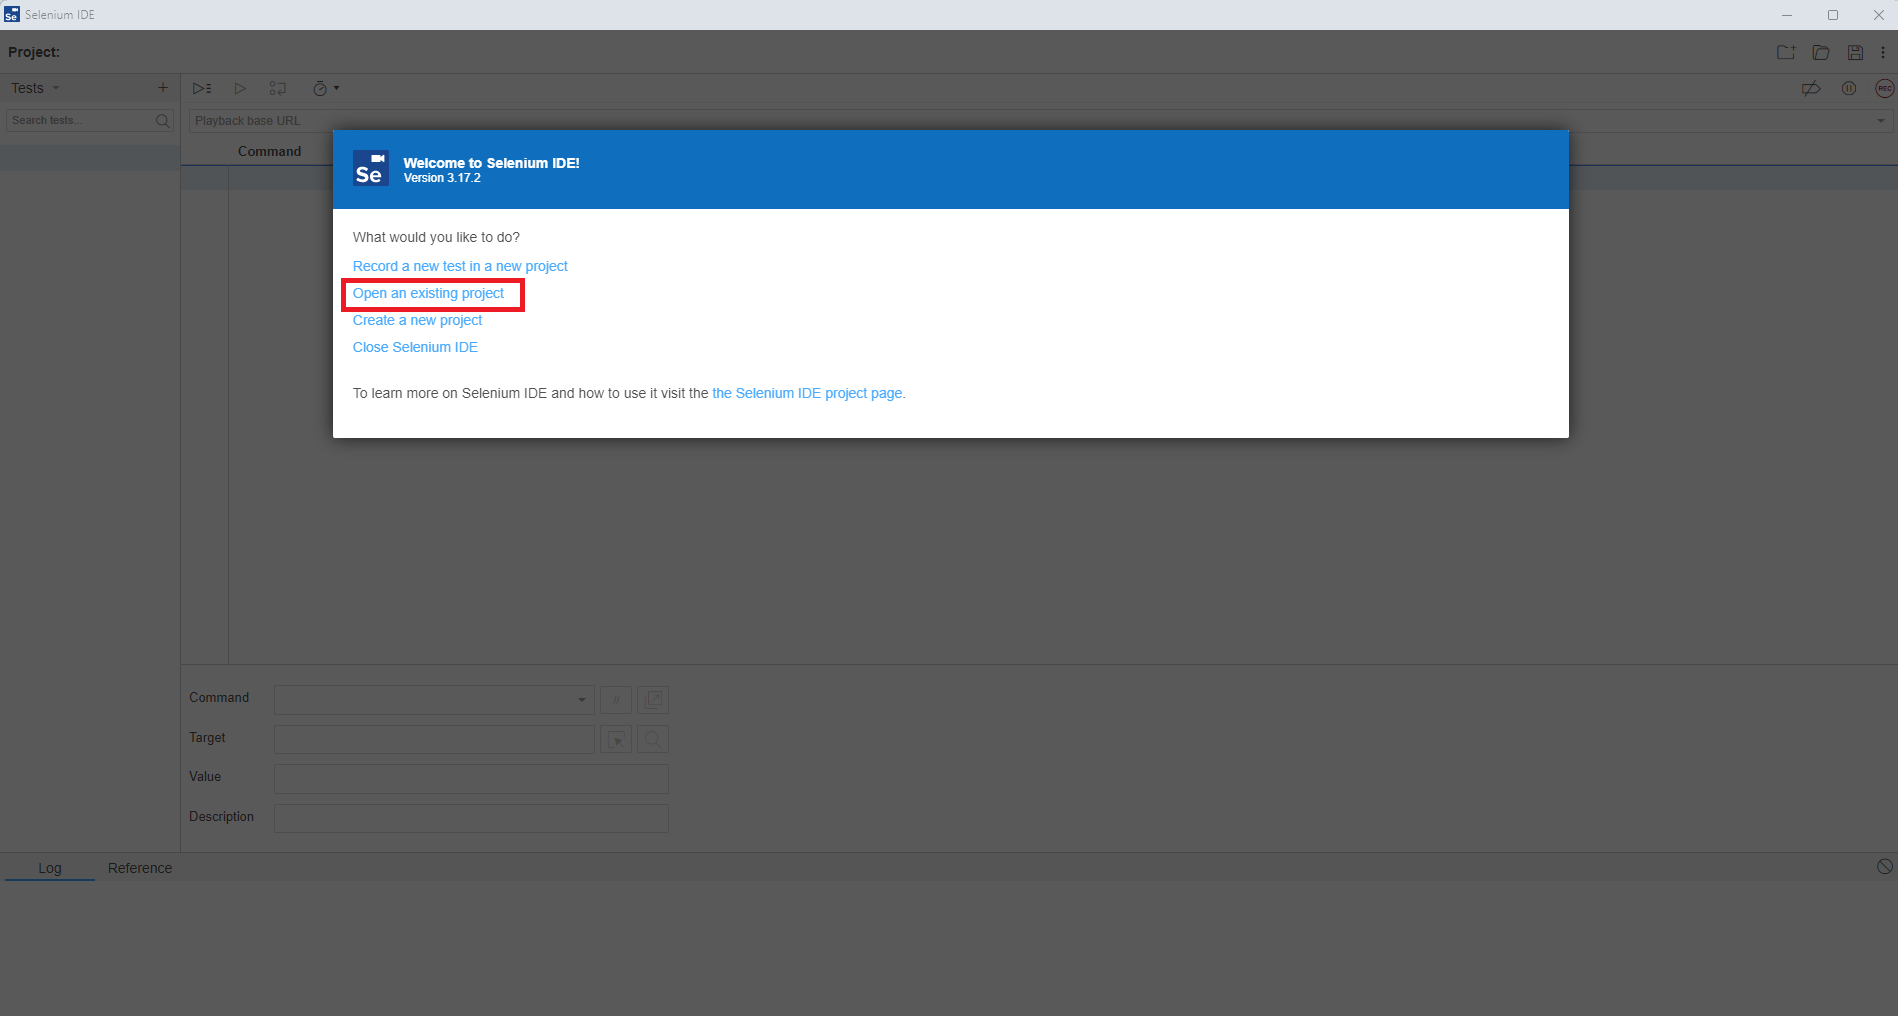 Se Selenium IDE
Project:
Tests
Search tests...
Playback base URL
REC
Command
Se
Welcome to Selenium IDE!
Version 3.17.2
What would you like to do?
Record a new test in a new project
Open an existing project
Create a new project
Close Selenium IDE
To learn more on Selenium IDE and how to use it visit the the Selenium IDE project page.
Command
//
Target
Value
Description
Log Reference